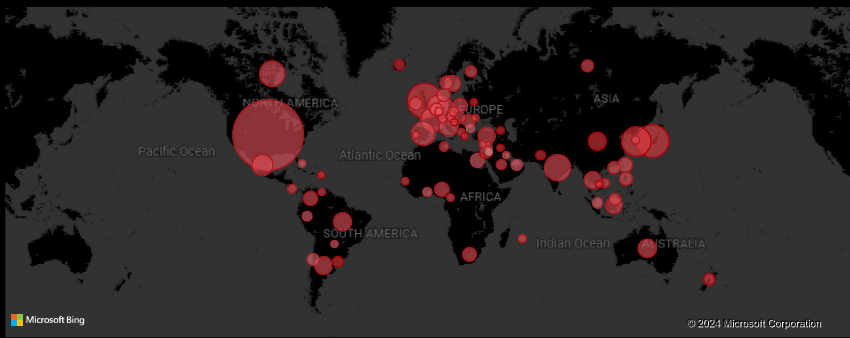 NORTH AMERICA
EUROPE
ASIA
Pacific Ocean
Atlantic Ocean
AFRICA
SOUTH AMERICA
Indian Ocean
AUSTRALIA
Microsoft Bing
© 2024 Microsoft Corporation